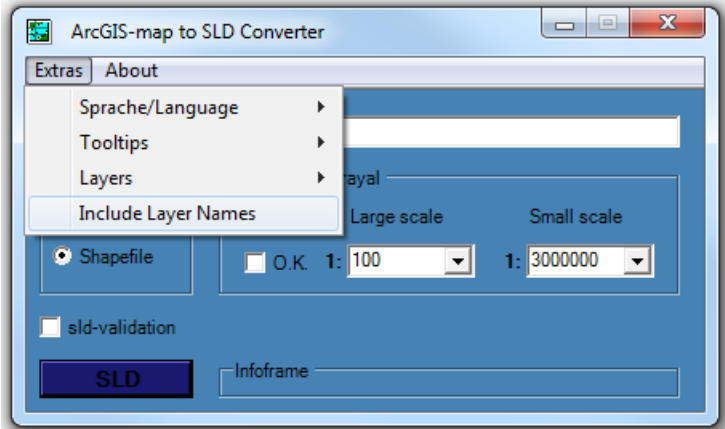 ArcGIS-map to SLD Converter
Extras About
Sprache/Language
Tooltips
Layers
Include Layer Names
Large scale Small scale
Shapefile O.K. 1: 100 1: 3000000
sld-validation
SLD Infoframe